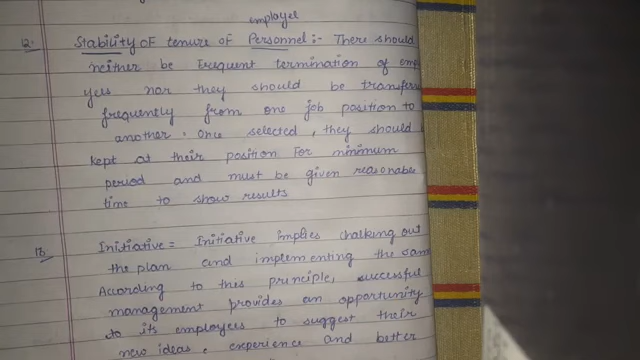 employee
12. Stability OF tenure OF Personnel :- There should
neither be Frequent termination of emp
yees nor they should be transferr
frequently from one job position to
another. Once selected, they should
kept at their position For minimum
period and must be given reasonable
time to show results
13. Initiative = Initiative implies chalking out
the plan and implementing the sam
According to this principle, successful
management provides an opportunity
to its employees to suggest their
new ideas, experience and better